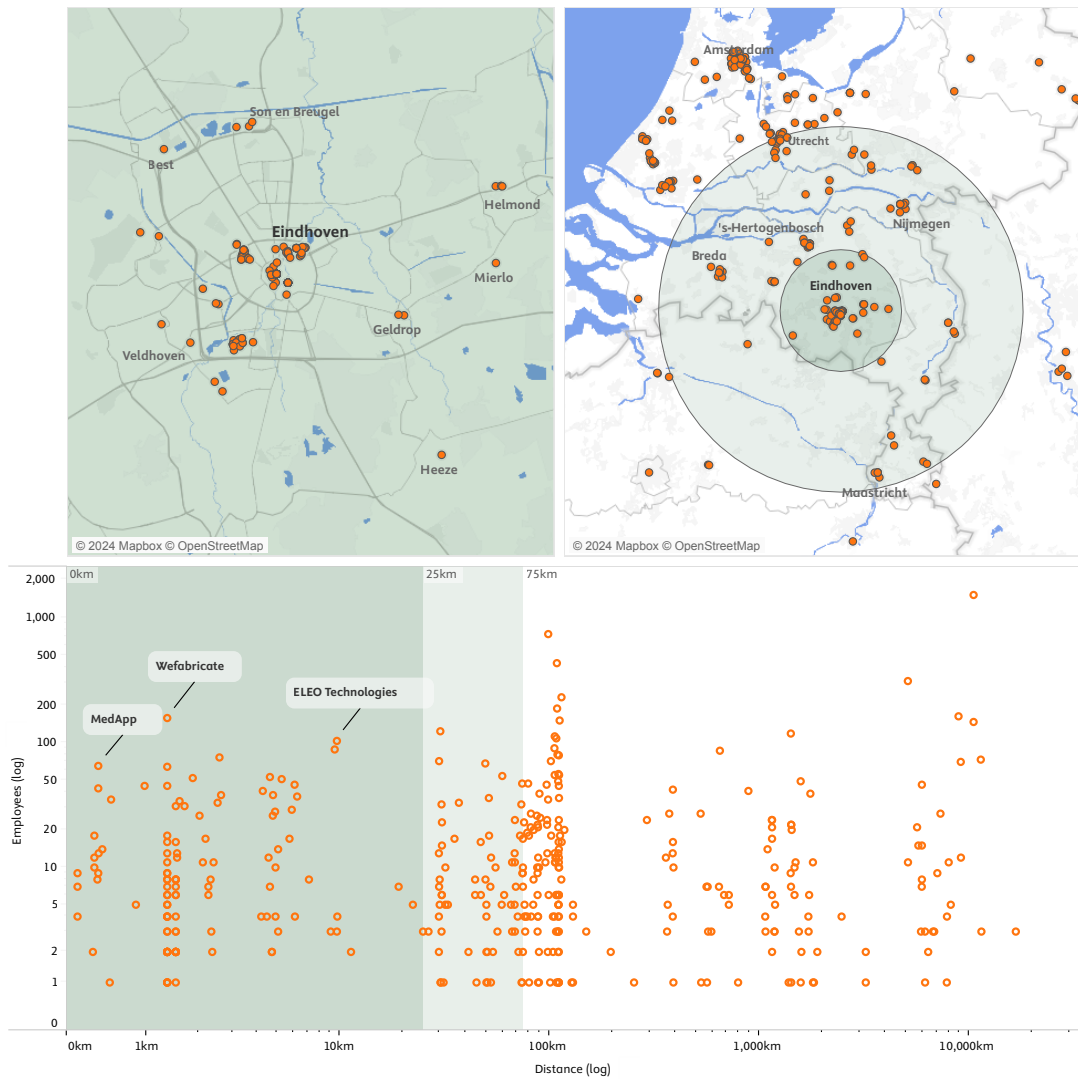 Son en Breugel
Best
Helmond
Eindhoven
Mierlo
Geldrop
Veldhoven
Heeze
© 2024 Mapbox © OpenStreetMap
Amsterdam
Utrecht
Nijmegen
's-Hertogenbosch
Breda
Eindhoven
Maastricht
© 2024 Mapbox © OpenStreetMap
0km
25km
75km
2,000
1,000
500
200
100
50
20
10
5
2
1
0
Employees (log)
Wefabricate
ELEO Technologies
MedApp
0km
1km
10km
100km
1,000km
10,000km
Distance (log)